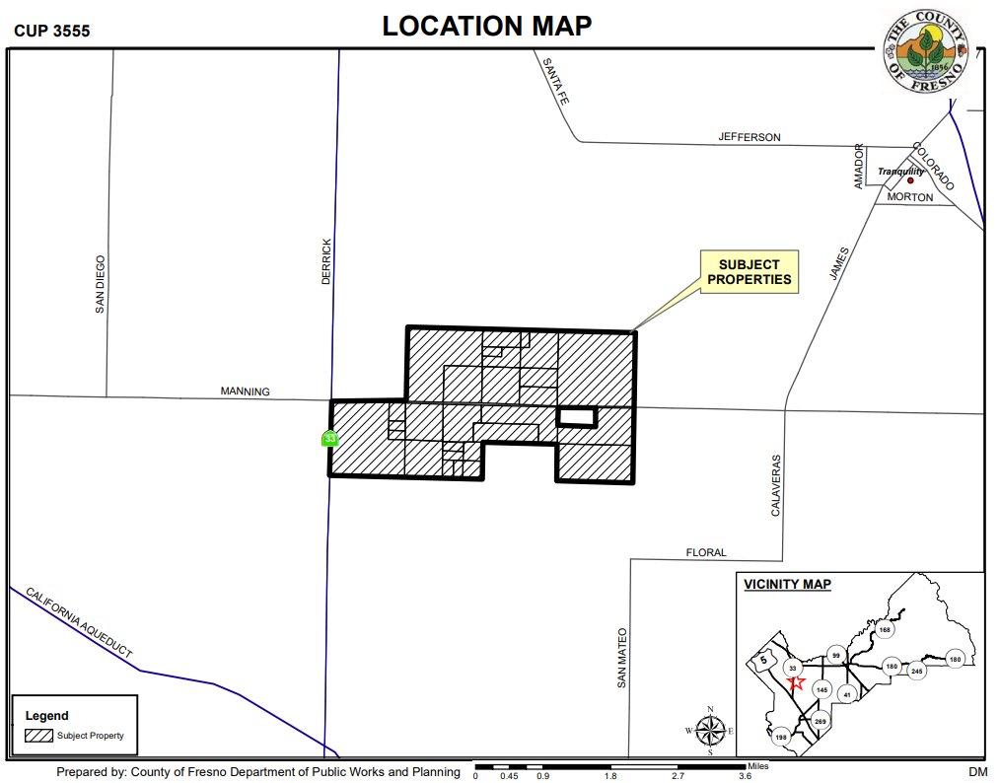 CUP 3555
LOCATION MAP
THE COUNTY
OF FRESNO
1856
SANTA FE
JEFFERSON
AMADOR
COLORADO
Tranquility
MORTON
SAN DIEGO
DERRICK
JAMES
SUBJECT
PROPERTIES
MANNING
33
CALAVERAS
FLORAL
CALIFORNIA AQUEDUCT
SAN MATEO
VICINITY MAP
168
5
99
33
180
245
180
145
41
269
198
Legend
Subject Property
N
W
E
S
Prepared by: County of Fresno Department of Public Works and Planning
Miles
0 0.45 0.9 1.8 2.7 3.6
DM